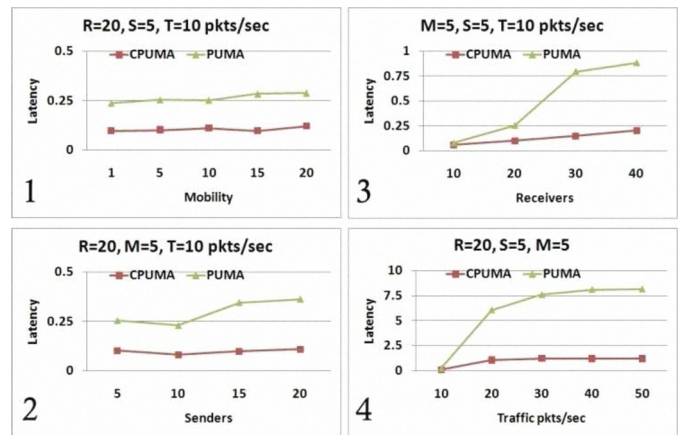 R=20, S=5, T=10 pkts/sec
CPUMA PUMA
0.5
0.25
0
Latency
1 5 10 15 20
Mobility
1
R=20, M=5, T=10 pkts/sec
CPUMA PUMA
0.5
0.25
0
Latency
5 10 15 20
Senders
2
M=5, S=5, T=10 pkts/sec
CPUMA PUMA
1
0.75
0.5
0.25
0
Latency
10 20 30 40
Receivers
3
R=20, S=5, M=5
CPUMA PUMA
10
7.5
5
2.5
0
Latency
10 20 30 40 50
Traffic pkts/sec
4